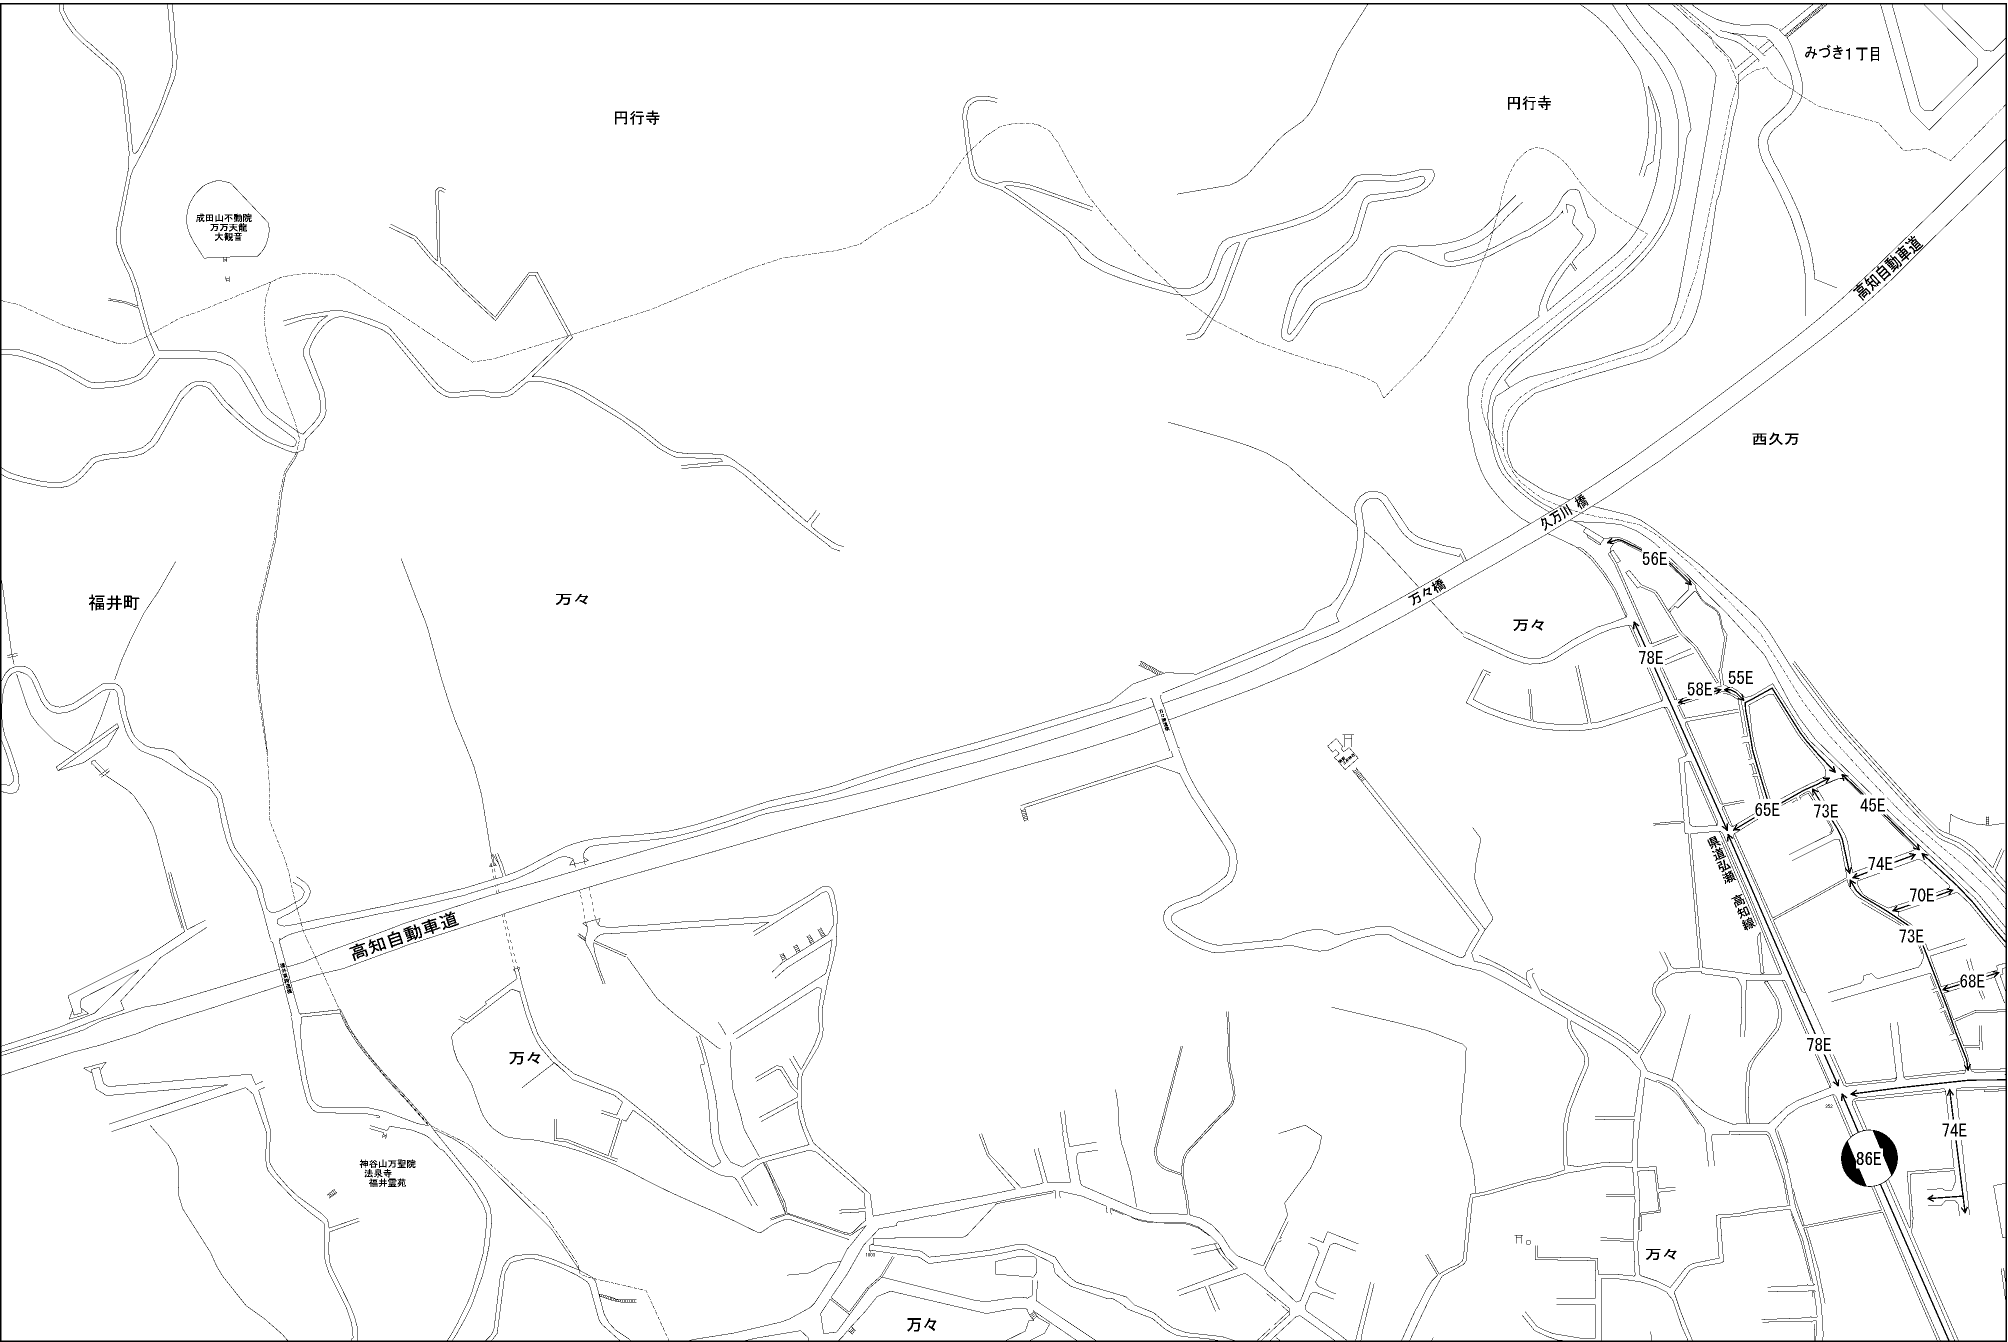 みづき1丁目
円行寺
円行寺
成田山不動院
万万天龍
大観音
高知自動車道
西久万
久万川 橋
56E
万々橋
福井町
万々
万々
78E
55E
58E
65E
73E
45E
県道弘瀬 高知線
74E
70E
高知自動車道
73E
68E
万々
78E
352
74E
86E
神谷山万聖院
法泉寺
福井霊苑
万々
万々